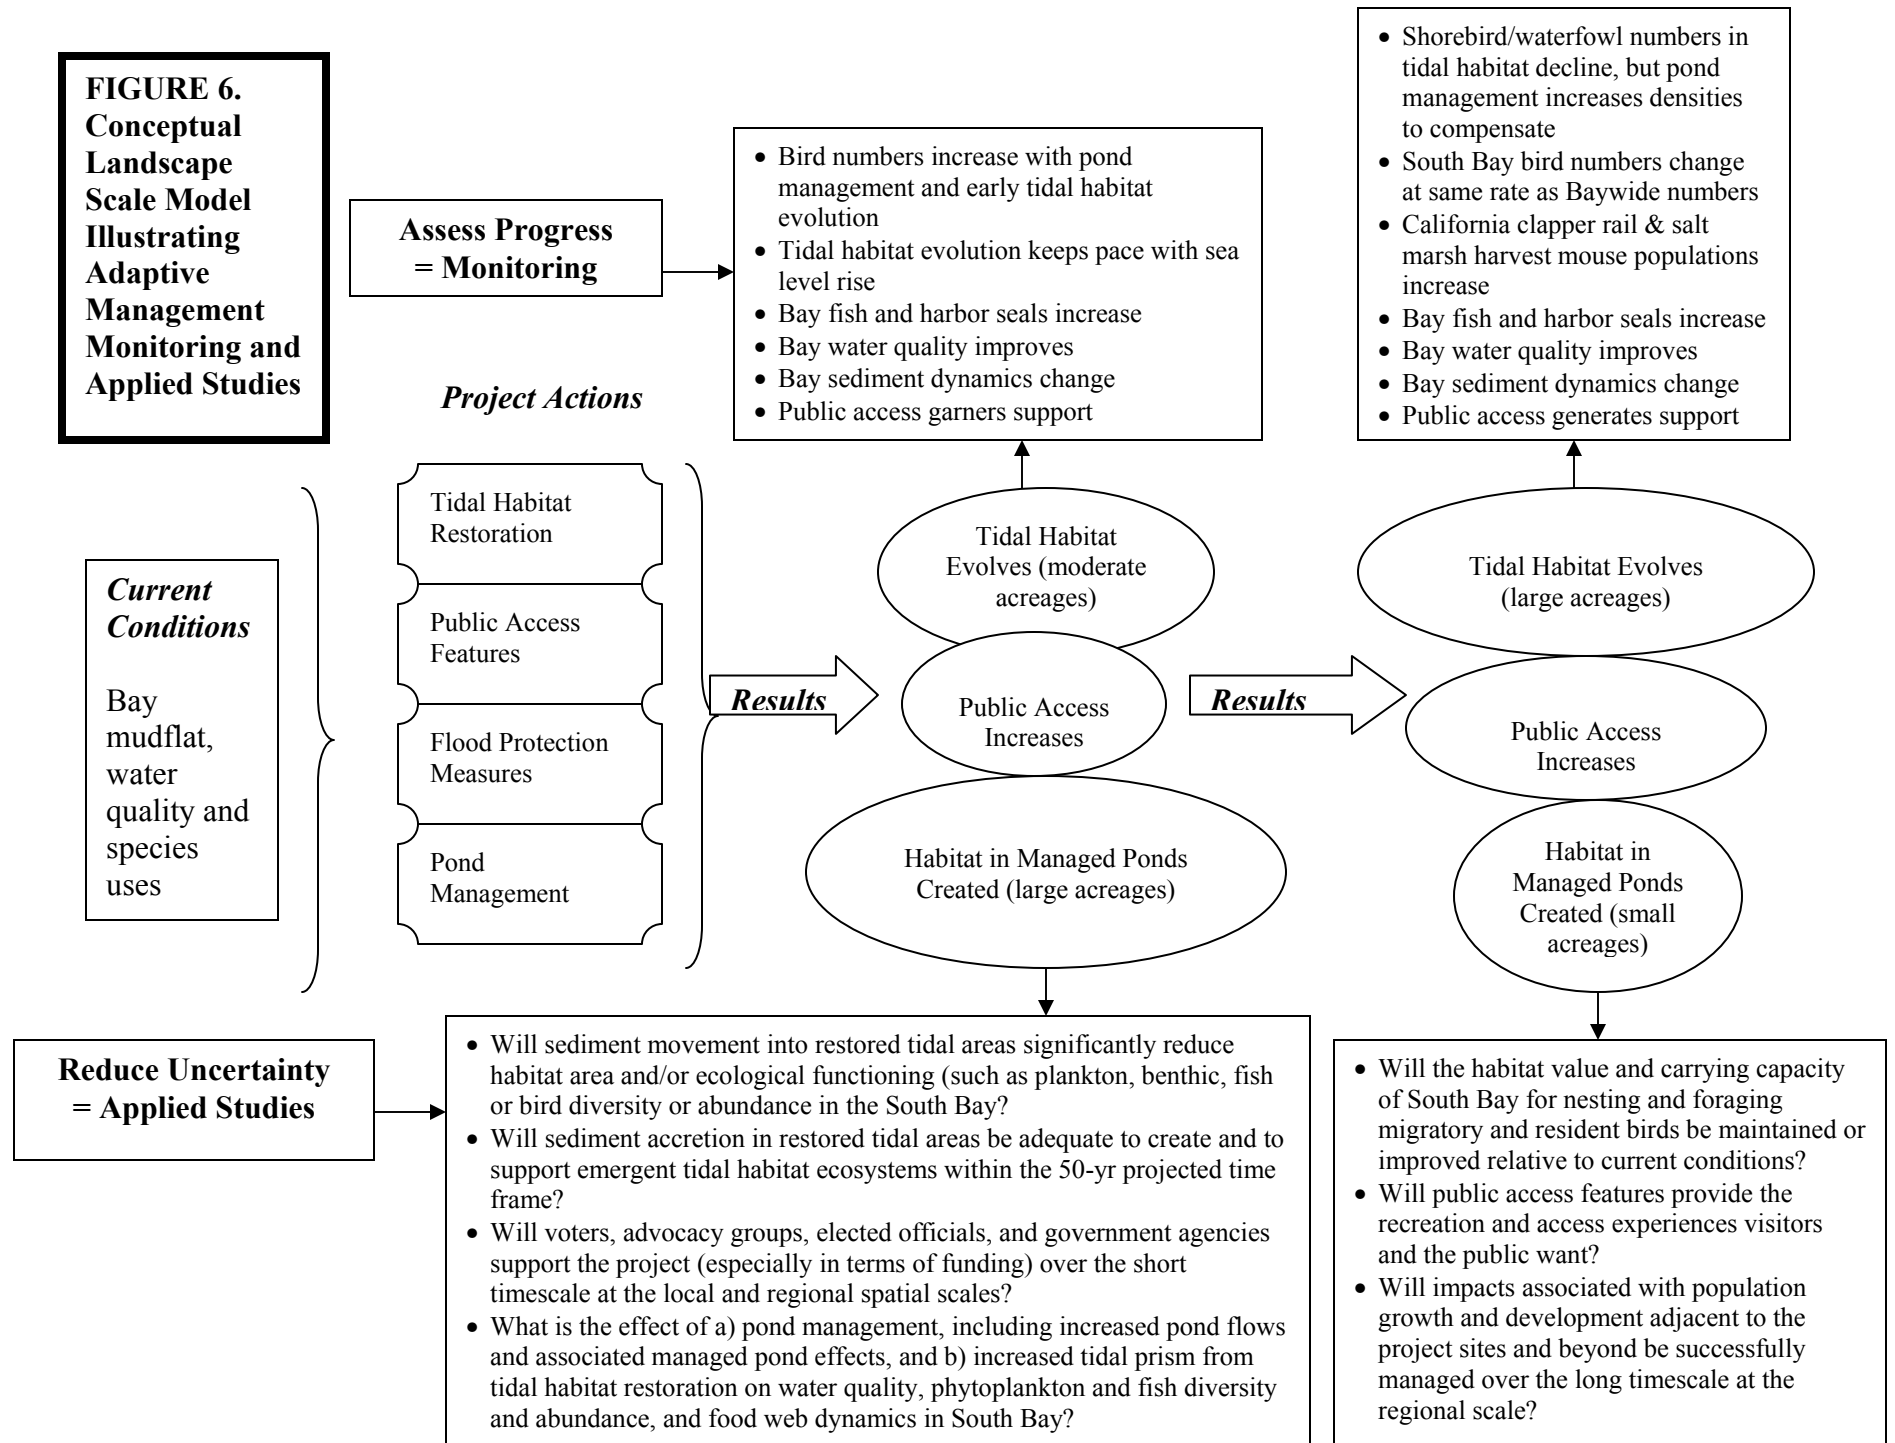 FIGURE 6.
Conceptual
Landscape
Scale Model
Illustrating
Adaptive
Management
Monitoring and
Applied Studies
Assess Progress
= Monitoring
• Bird numbers increase with pond
management and early tidal habitat
evolution
• Tidal habitat evolution keeps pace with sea
level rise
• Bay fish and harbor seals increase
• Bay water quality improves
• Bay sediment dynamics change
• Public access garners support
• Shorebird/waterfowl numbers in
tidal habitat decline, but pond
management increases densities
to compensate
• South Bay bird numbers change
at same rate as Baywide numbers
• California clapper rail & salt
marsh harvest mouse populations
increase
• Bay fish and harbor seals increase
• Bay water quality improves
• Bay sediment dynamics change
• Public access generates support
Current
Conditions
Bay
mudflat,
water
quality and
species
uses
Project Actions
Tidal Habitat
Restoration
Public Access
Features
Flood Protection
Measures
Pond
Management
Results
Tidal Habitat
Evolves (moderate
acreages)
Public Access
Increases
Habitat in Managed Ponds
Created (large acreages)
Results
Tidal Habitat Evolves
(large acreages)
Public Access
Increases
Habitat in
Managed Ponds
Created (small
acreages)
Reduce Uncertainty
= Applied Studies
• Will sediment movement into restored tidal areas significantly reduce
habitat area and/or ecological functioning (such as plankton, benthic, fish
or bird diversity or abundance in the South Bay?
• Will sediment accretion in restored tidal areas be adequate to create and to
support emergent tidal habitat ecosystems within the 50-yr projected time
frame?
• Will voters, advocacy groups, elected officials, and government agencies
support the project (especially in terms of funding) over the short
timescale at the local and regional spatial scales?
• What is the effect of a) pond management, including increased pond flows
and associated managed pond effects, and b) increased tidal prism from
tidal habitat restoration on water quality, phytoplankton and fish diversity
and abundance, and food web dynamics in South Bay?
• Will the habitat value and carrying capacity
of South Bay for nesting and foraging
migratory and resident birds be maintained or
improved relative to current conditions?
• Will public access features provide the
recreation and access experiences visitors
and the public want?
• Will impacts associated with population
growth and development adjacent to the
project sites and beyond be successfully
managed over the long timescale at the
regional scale?